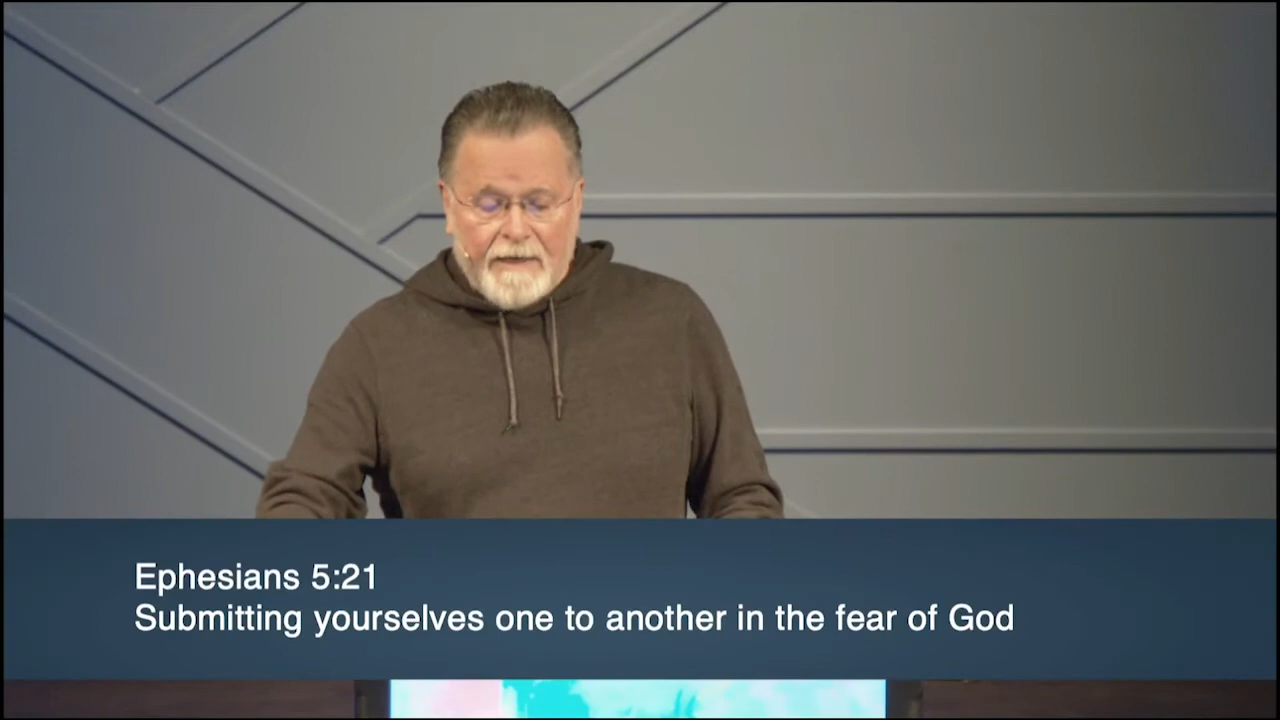 Ephesians 5:21
Submitting yourselves one to another in the fear of God